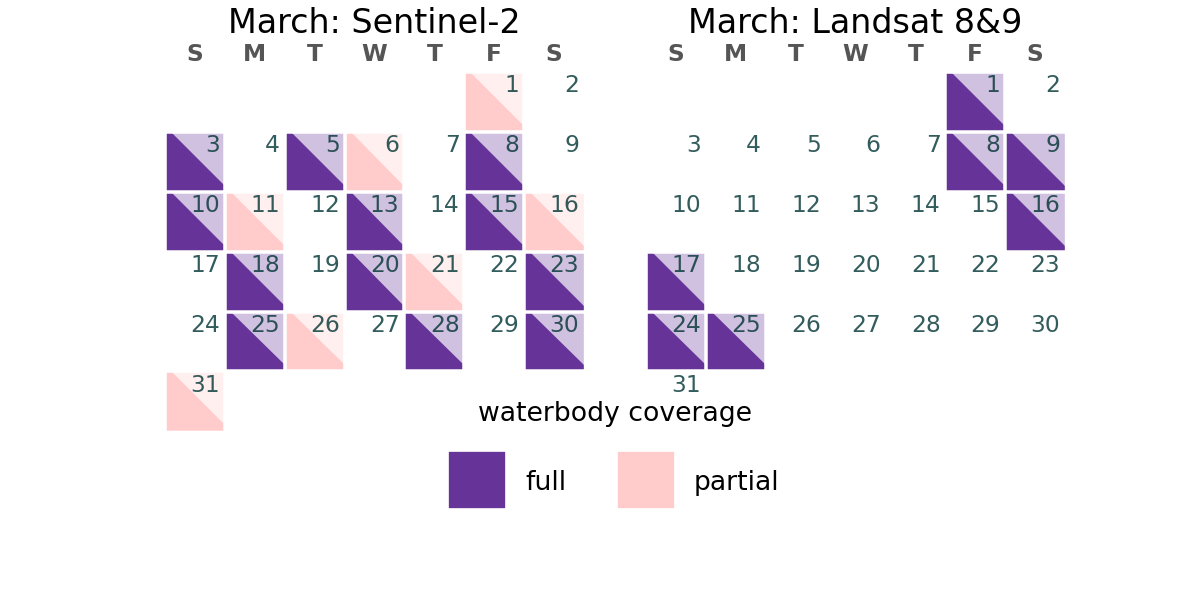 March: Sentinel-2
S M T W T F S
1 2
3 4 5 6 7 8 9
10 11 12 13 14 15 16
17 18 19 20 21 22 23
24 25 26 27 28 29 30
31
March: Landsat 8&9
S M T W T F S
1 2
3 4 5 6 7 8 9
10 11 12 13 14 15 16
17 18 19 20 21 22 23
24 25 26 27 28 29 30
31
waterbody coverage
full partial